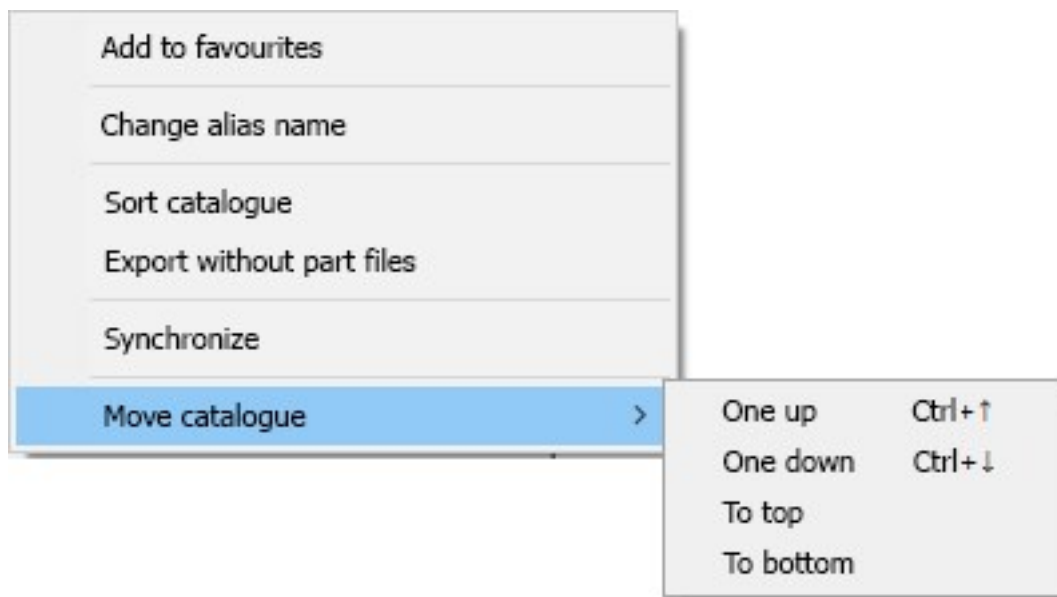 Add to favourites
Change alias name
Sort catalogue
Export without part files
Synchronize
Move catalogue >
One up Ctrl+↑
One down Ctrl+↓
To top
To bottom